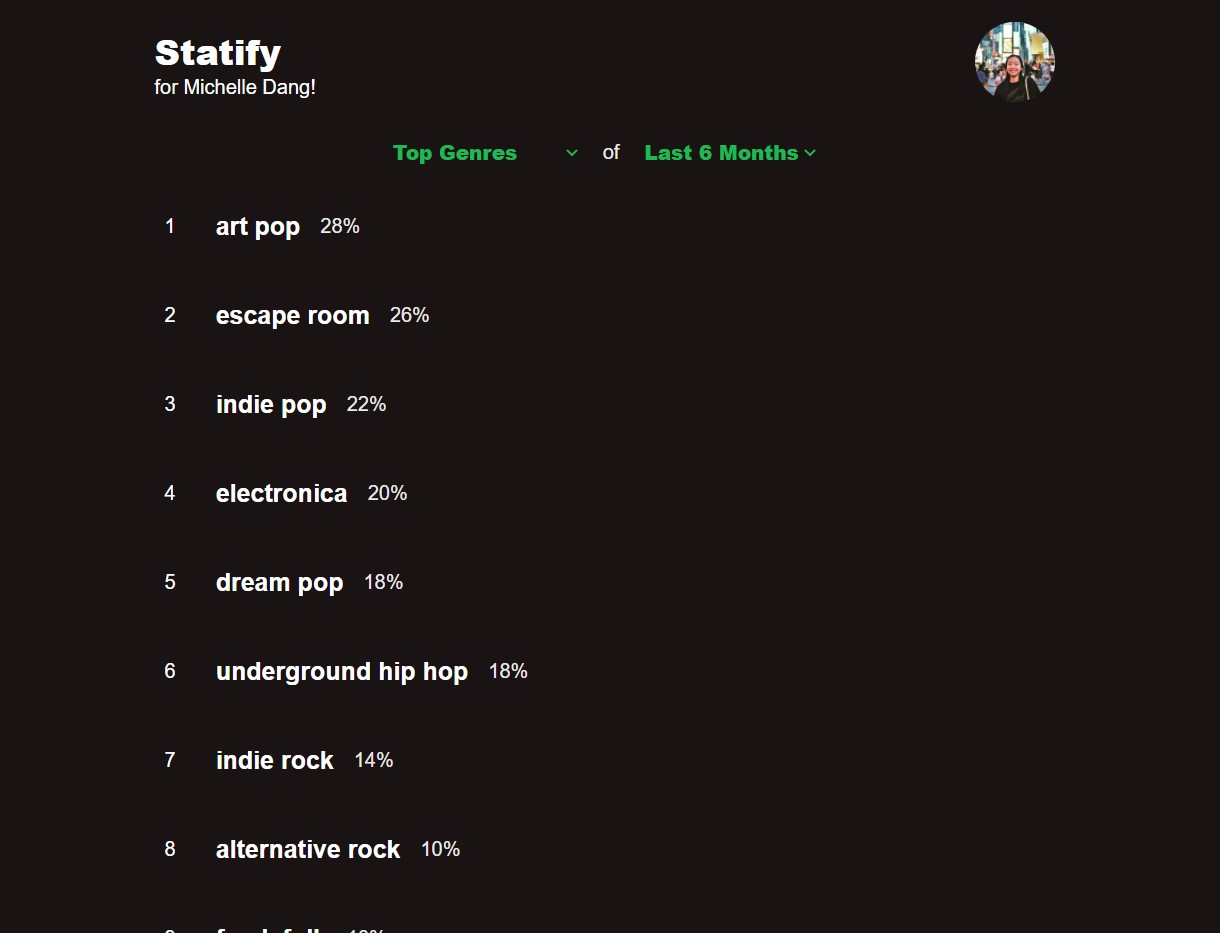 Statify
for Michelle Dang!
Top Genres of Last 6 Months
1 art pop 28%
2 escape room 26%
3 indie pop 22%
4 electronica 20%
5 dream pop 18%
6 underground hip hop 18%
7 indie rock 14%
8 alternative rock 10%